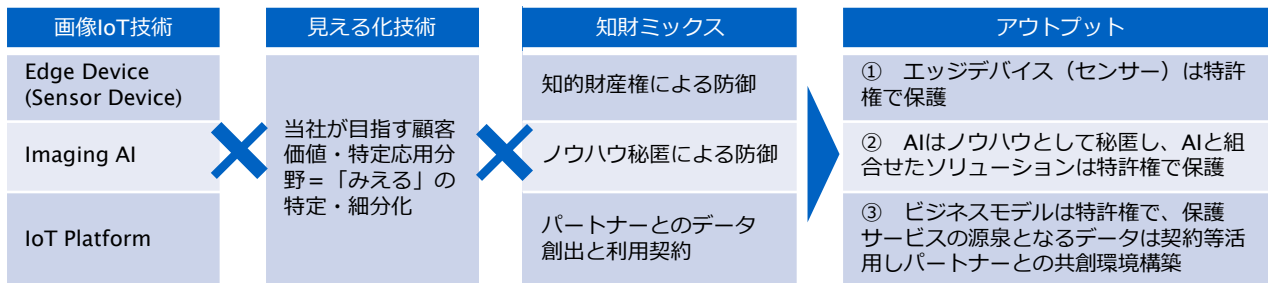 画像IoT技術
見える化技術
知財ミックス
アウトプット
Edge Device
(Sensor Device)
Imaging AI
IoT Platform
当社が目指す顧客
価値・特定応用分
野＝「みえる」の
特定・細分化
知的財産権による防御
ノウハウ秘匿による防御
パートナーとのデータ
創出と利用契約
①　エッジデバイス（センサー）は特許
権で保護
②　AIはノウハウとして秘匿し、AIと組
合せたソリューションは特許権で保護
③　ビジネスモデルは特許権で、保護
サービスの源泉となるデータは契約等活
用しパートナーとの共創環境構築